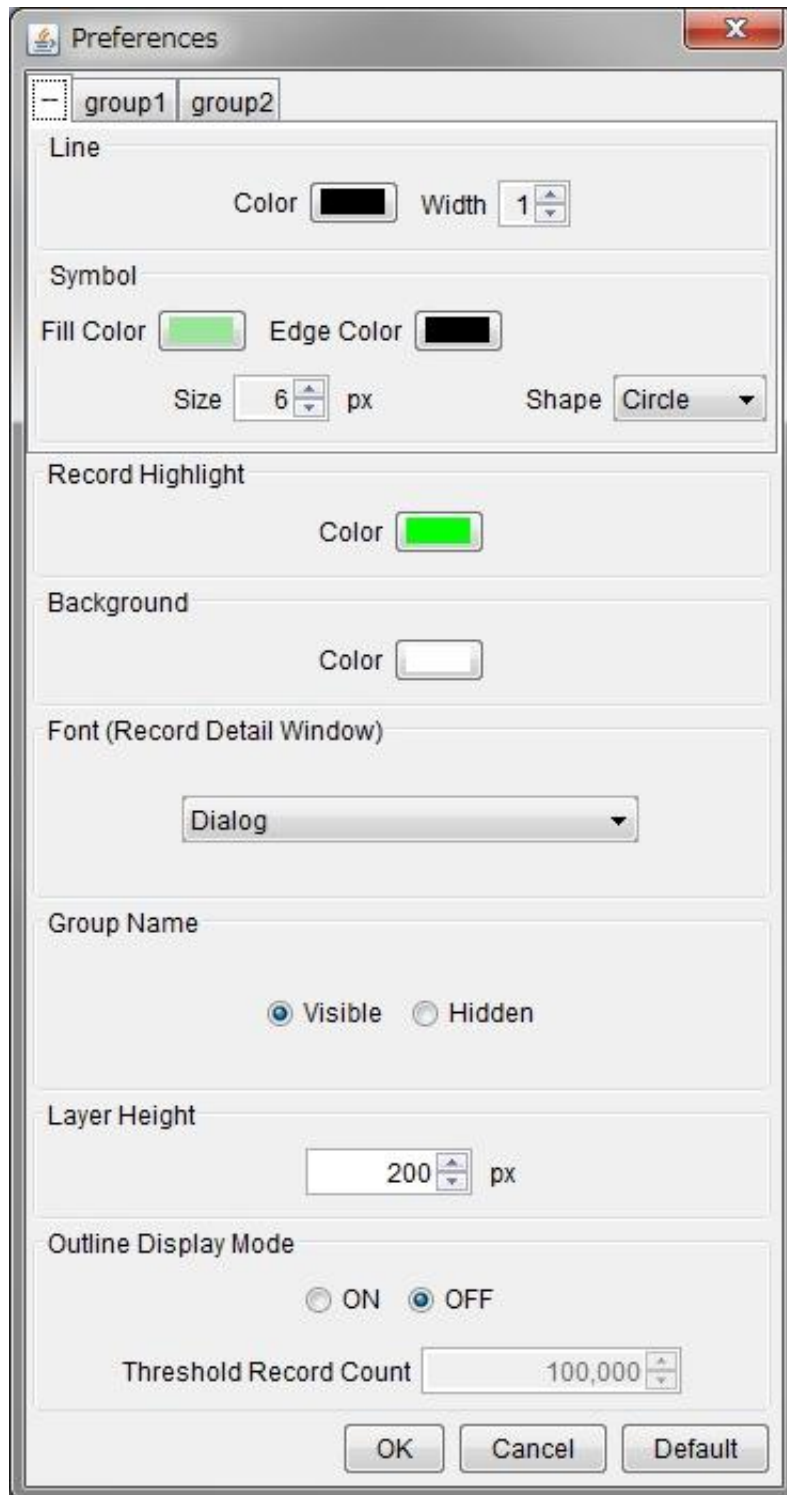 Preferences
-- group1 group2
Line
Color Width 1
Symbol
Fill Color Edge Color
Size 6 px Shape Circle
Record Highlight
Color
Background
Color
Font (Record Detail Window)
Dialog
Group Name
Visible Hidden
Layer Height
200 px
Outline Display Mode
ON OFF
Threshold Record Count 100,000
OK Cancel Default